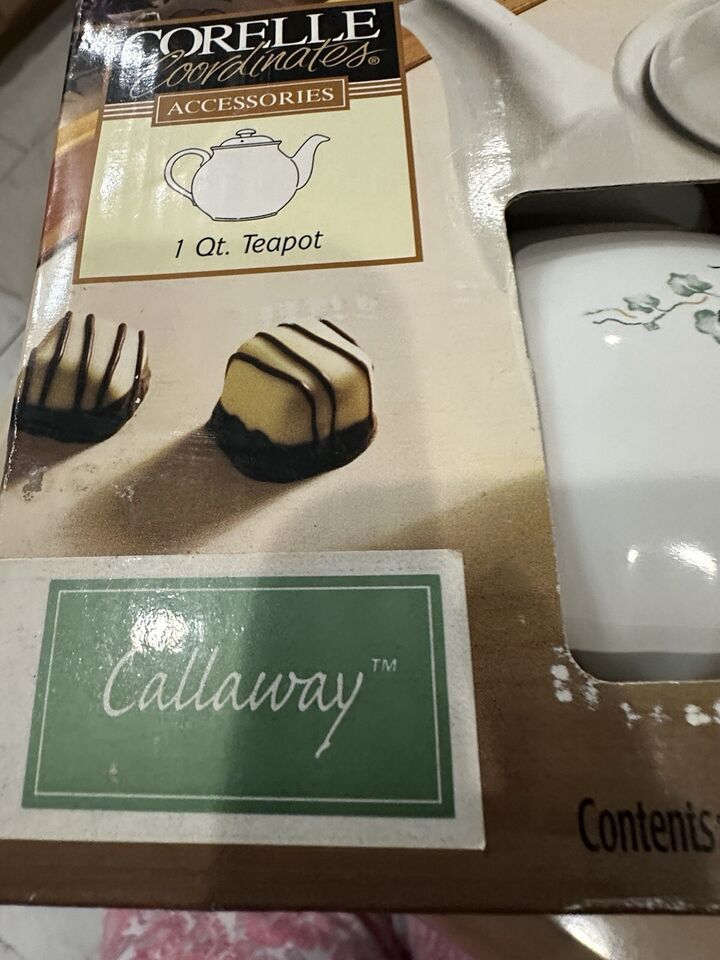 CORELLE
Coordinates®
ACCESSORIES
1 Qt. Teapot
Callaway™
Contents: